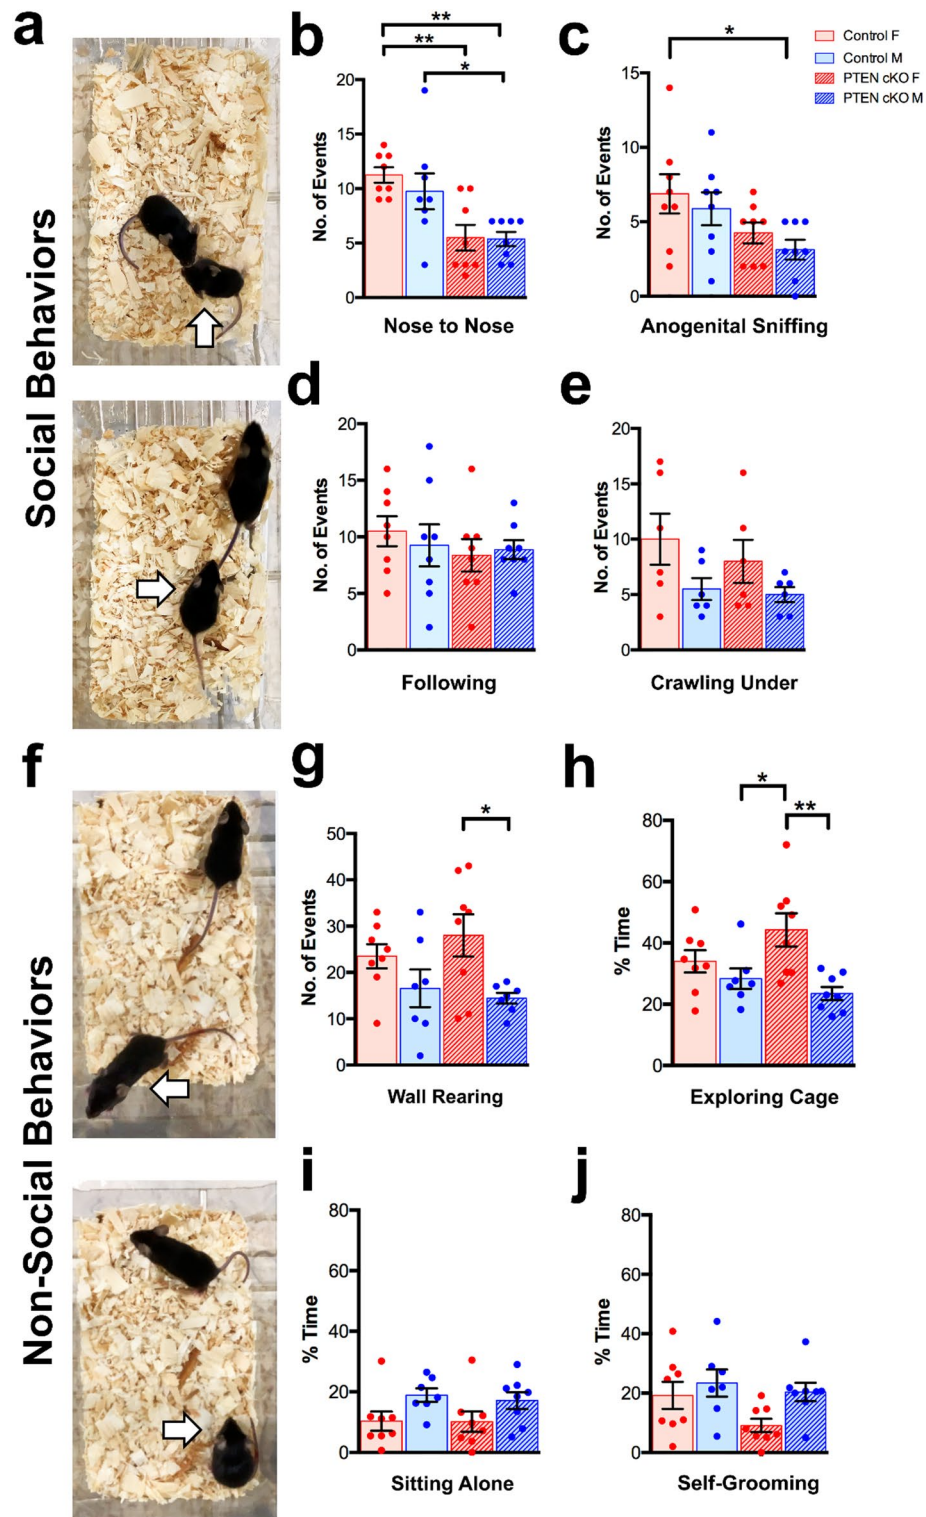 a
Social Behaviors
b
**
**
*
No. of Events
20
15
10
5
0
Nose to Nose
c
*
No. of Events
15
10
5
0
Anogenital Sniffing
Control F
Control M
PTEN cKO F
PTEN cKO M
d
No. of Events
20
15
10
5
0
Following
e
No. of Events
20
15
10
5
0
Crawling Under
f
Non-Social Behaviors
g
*
No. of Events
50
40
30
20
10
0
Wall Rearing
h
*
**
% Time
80
60
40
20
0
Exploring Cage
i
% Time
80
60
40
20
0
Sitting Alone
j
% Time
80
60
40
20
0
Self-Grooming